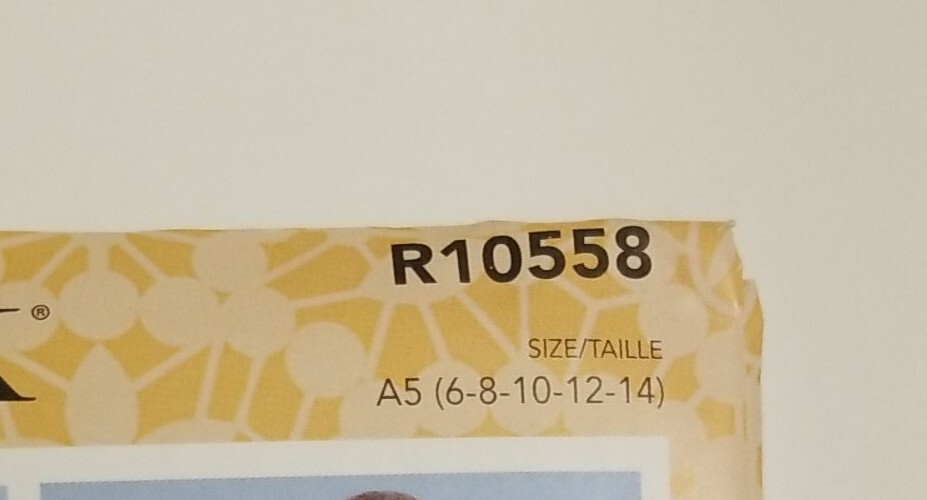 R10558
®
SIZE/TAILLE
A5 (6-8-10-12-14)